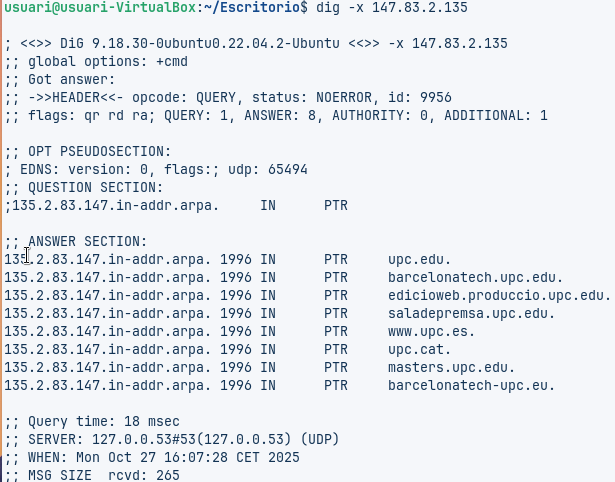 usuari@usuari-VirtualBox:~/Escritorio$ dig -x 147.83.2.135
; <<>> DiG 9.18.30-0ubuntu0.22.04.2-Ubuntu <<>> -x 147.83.2.135
;; global options: +cmd
;; Got answer:
;; ->>HEADER<<- opcode: QUERY, status: NOERROR, id: 9956
;; flags: qr rd ra; QUERY: 1, ANSWER: 8, AUTHORITY: 0, ADDITIONAL: 1
;; OPT PSEUDOSECTION:
; EDNS: version: 0, flags:; udp: 65494
;; QUESTION SECTION:
;135.2.83.147.in-addr.arpa. IN PTR
;; ANSWER SECTION:
135.2.83.147.in-addr.arpa. 1996 IN PTR upc.edu.
135.2.83.147.in-addr.arpa. 1996 IN PTR barcelonatech.upc.edu.
135.2.83.147.in-addr.arpa. 1996 IN PTR edicioweb.produccio.upc.edu.
135.2.83.147.in-addr.arpa. 1996 IN PTR saladepremsa.upc.edu.
135.2.83.147.in-addr.arpa. 1996 IN PTR www.upc.es.
135.2.83.147.in-addr.arpa. 1996 IN PTR upc.cat.
135.2.83.147.in-addr.arpa. 1996 IN PTR masters.upc.edu.
135.2.83.147.in-addr.arpa. 1996 IN PTR barcelonatech-upc.eu.
;; Query time: 18 msec
;; SERVER: 127.0.0.53#53(127.0.0.53) (UDP)
;; WHEN: Mon Oct 27 16:07:28 CET 2025
;; MSG SIZE rcvd: 265